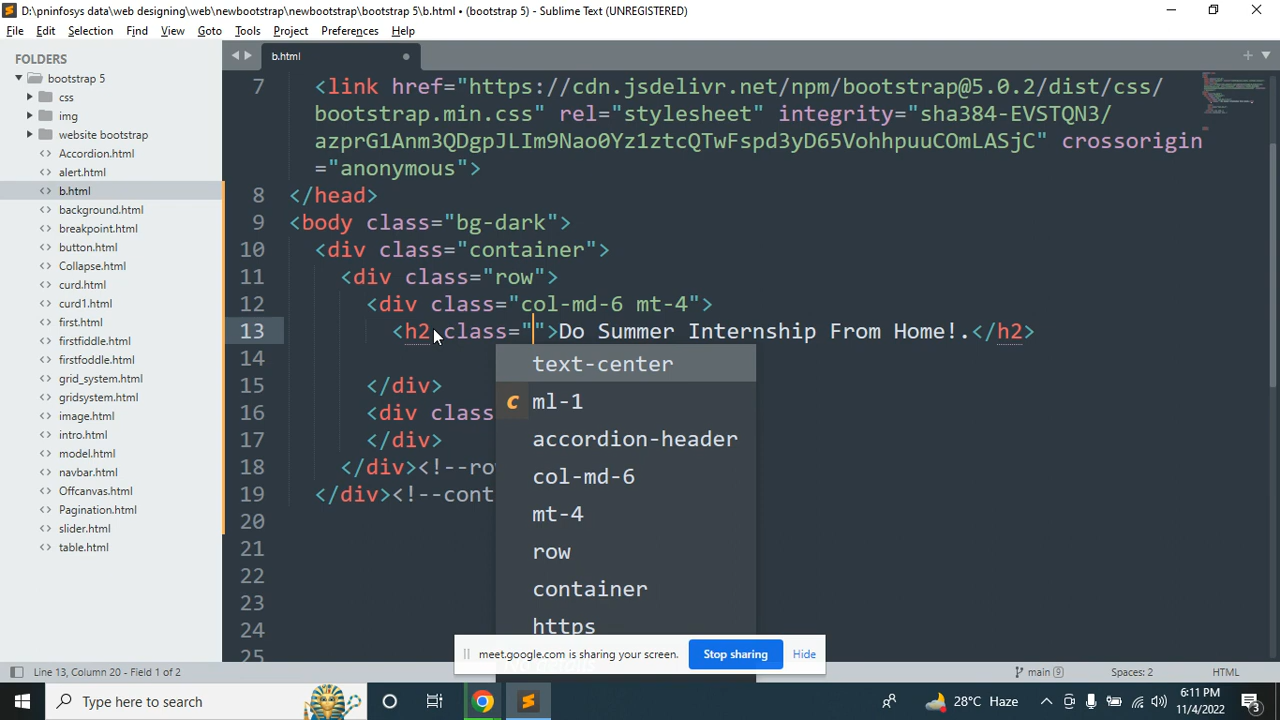 D:\pninfosys data\web designing\web\newbootstrap\newbootstrap\bootstrap 5\b.html • (bootstrap 5) - Sublime Text (UNREGISTERED)
File Edit Selection Find View Goto Tools Project Preferences Help
FOLDERS
bootstrap 5
css
img
website bootstrap
Accordion.html
alert.html
b.html
background.html
breakpoint.html
button.html
Collapse.html
curd.html
curd1.html
first.html
firstfiddle.html
firstfoddle.html
grid_system.html
gridsystem.html
image.html
intro.html
model.html
navbar.html
Offcanvas.html
Pagination.html
slider.html
table.html
b.html
7 <link href="https://cdn.jsdelivr.net/npm/bootstrap@5.0.2/dist/css/
bootstrap.min.css" rel="stylesheet" integrity="sha384-EVSTQN3/
azprG1Anm3QDgpJLIm9Nao0Yz1ztcQTwFspd3yD65VohhpuuCOmLASjC" crossorigin
="anonymous">
8 </head>
9 <body class="bg-dark">
10 <div class="container">
11 <div class="row">
12 <div class="col-md-6 mt-4">
13 <h2 class="">Do Summer Internship From Home!.</h2>
14
15 </div>
16 <div class
17 </div>
18 </div><!--row
19 </div><!--cont
20
21
22
23
24
25
text-center
c ml-1
accordion-header
col-md-6
mt-4
row
container
https
meet.google.com is sharing your screen. Stop sharing Hide
Line 13, Column 20 - Field 1 of 2 main 9 Spaces: 2 HTML
Type here to search
28°C Haze
6:11 PM
11/4/2022
3